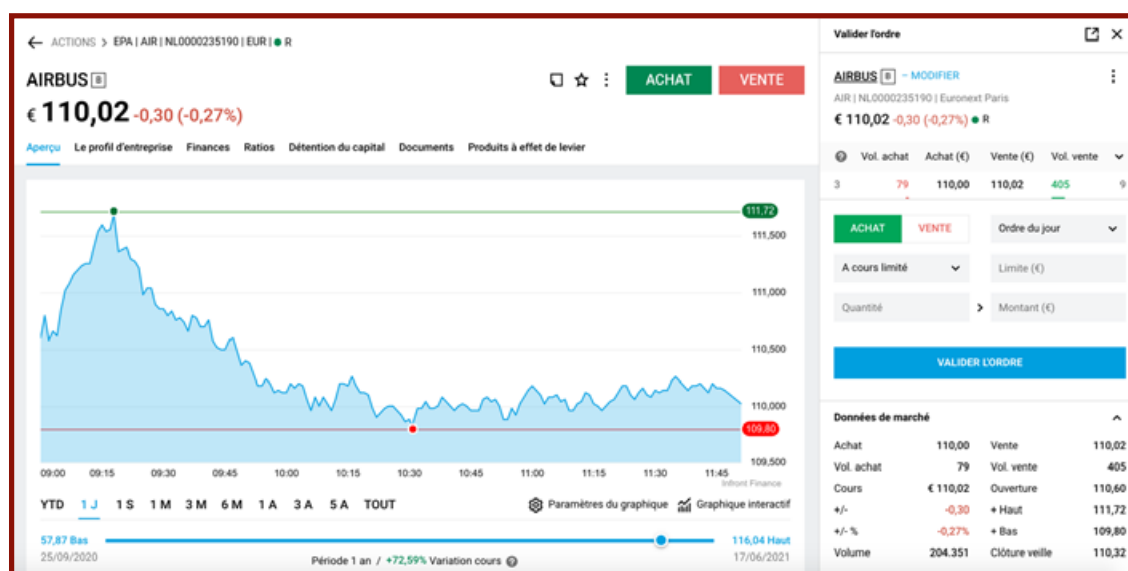 ← ACTIONS > EPA | AIR | NL0000235190 | EUR | ● R
AIRBUS B
ACHAT VENTE
€ 110,02 -0,30 (-0,27%)
Aperçu Le profil d'entreprise Finances Ratios Détention du capital Documents Produits à effet de levier
111,72
111,500
111,000
110,500
110,000
109,80
109,500
09:00 09:15 09:30 09:45 10:00 10:15 10:30 10:45 11:00 11:15 11:30 11:45
Infront Finance
YTD 1 J 1 S 1 M 3 M 6 M 1 A 3 A 5 A TOUT Paramètres du graphique Graphique interactif
57,87 Bas 116,04 Haut
25/09/2020 Période 1 an / +72,59% Variation cours 17/06/2021
Valider l'ordre
AIRBUS B – MODIFIER
AIR | NL0000235190 | Euronext Paris
€ 110,02 -0,30 (-0,27%) ● R
Vol. achat Achat (€) Vente (€) Vol. vente
3 79 110,00 110,02 405 9
ACHAT VENTE Ordre du jour
A cours limité Limite (€)
Quantité > Montant (€)
VALIDER L'ORDRE
Données de marché
Achat 110,00 Vente 110,02
Vol. achat 79 Vol. vente 405
Cours € 110,02 Ouverture 110,60
+/- -0,30 + Haut 111,72
+/- % -0,27% + Bas 109,80
Volume 204.351 Clôture veille 110,32